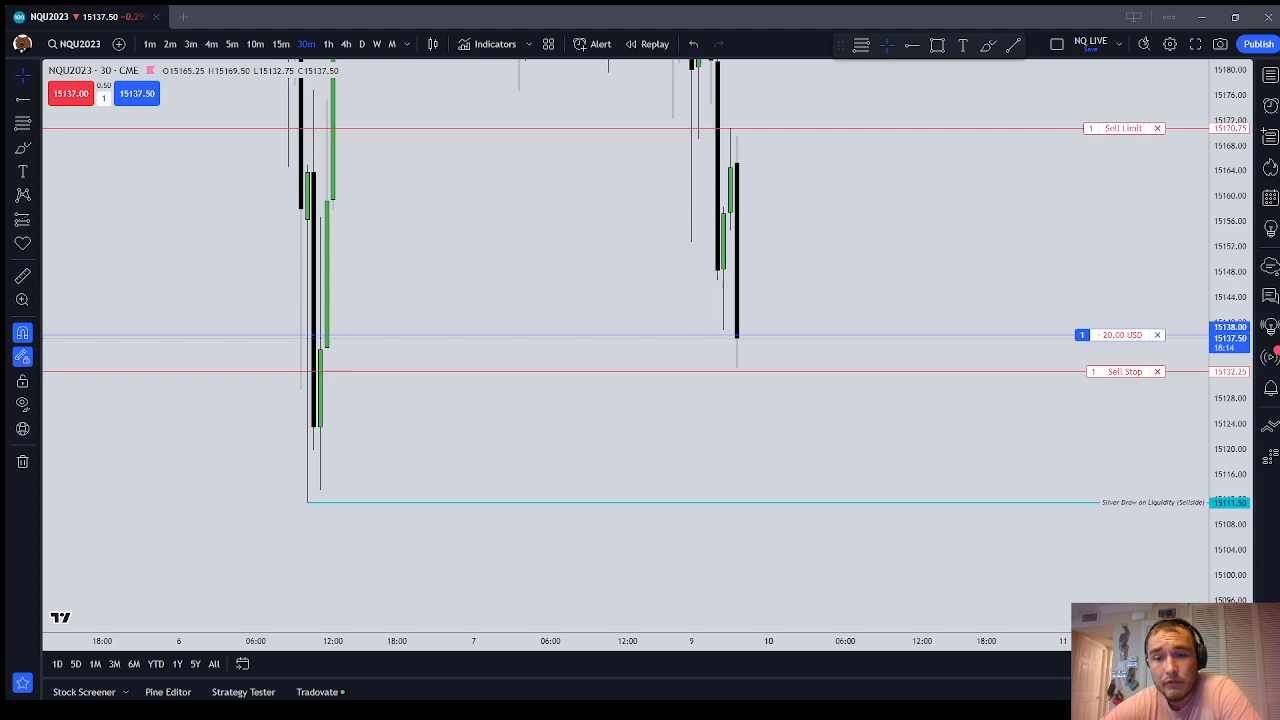 NQU2023 ▼ 15137.50 −0.29%
NQU2023 1m 2m 3m 4m 5m 10m 15m 30m 1h 4h D W M Indicators Alert Replay NQ LIVE Save Publish
NQU2023 · 30 · CME O15165.25 H15169.50 L15132.75 C15137.50
15137.00 0.50 1 15137.50
15180.00
15176.00
15172.00
1 Sell Limit 15170.75
15168.00
15164.00
15160.00
15156.00
15152.00
15148.00
15144.00
15138.00
1 -20.00 USD
15137.50
18:14
1 Sell Stop 15132.25
15128.00
15124.00
15120.00
15116.00
Silver Draw on Liquidity (Sellside) 15111.50
15108.00
15104.00
15100.00
15096.00
18:00 6 06:00 12:00 18:00 7 06:00 12:00 9 10 06:00 12:00 18:00 11
1D 5D 1M 3M 6M YTD 1Y 5Y All
Stock Screener Pine Editor Strategy Tester Tradovate